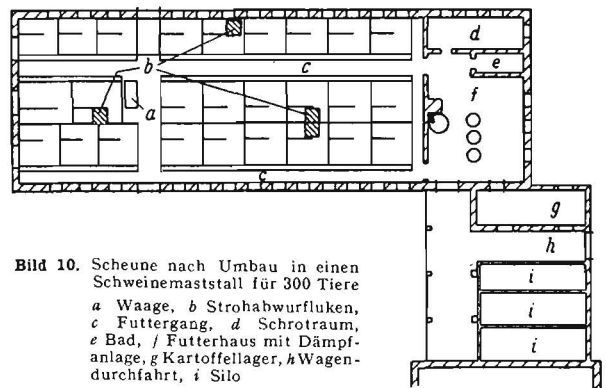 d
b
c
e
a
f
c
g
h
i
i
i
Bild 10. Scheune nach Umbau in einen
Schweinemaststall für 300 Tiere
a Waage, b Strohabwurfluken,
c Futtergang, d Schrotraum,
e Bad, f Futterhaus mit Dämpf-
anlage, g Kartoffellager, h Wagen-
durchfahrt, i Silo